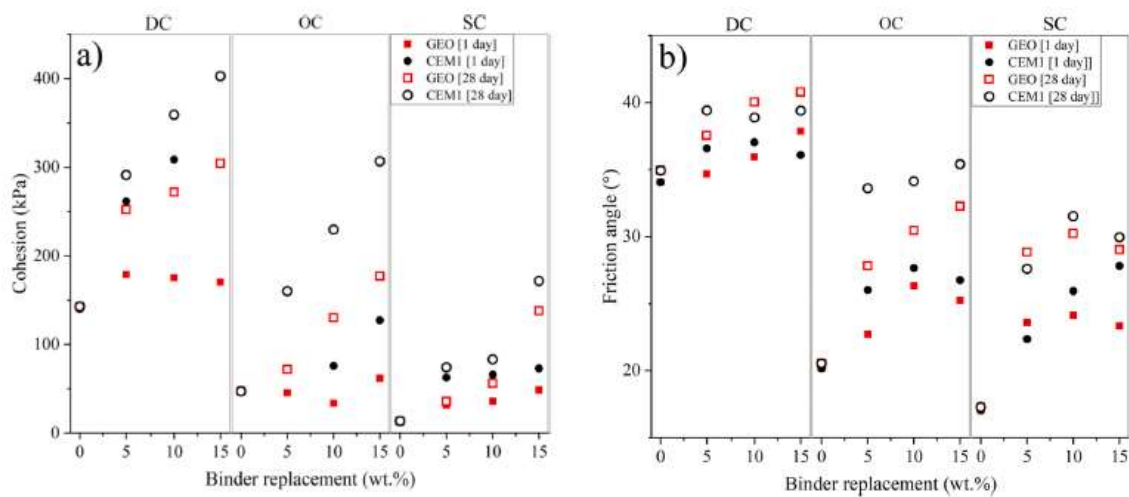 DC OC SC
a)
GEO [1 day]
CEM1 [1 day]
GEO [28 day]
CEM1 [28 day]
400
300
200
100
0
Cohesion (kPa)
0 5 10 15 0 5 10 15 0 5 10 15
Binder replacement (wt.%)
DC OC SC
b)
GEO [1 day]
CEM1 [1 day]]
GEO [28 day]
CEM1 [28 day]]
40
30
20
Friction angle (°)
0 5 10 15 0 5 10 15 0 5 10 15
Binder replacement (wt.%)